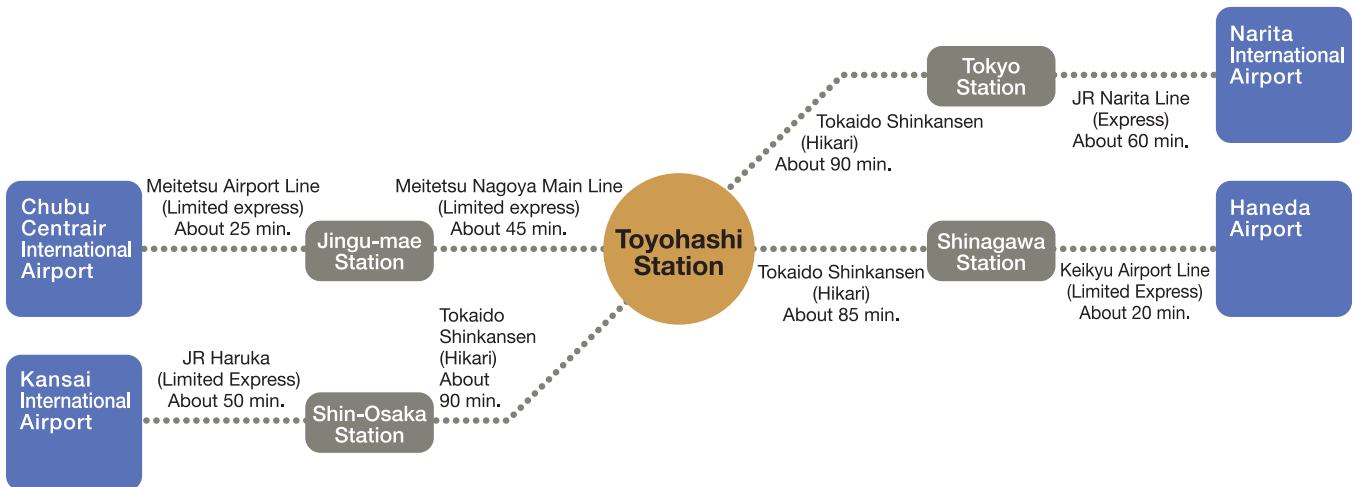 Narita
International
Airport
Tokyo
Station
JR Narita Line
(Express)
About 60 min.
Tokaido Shinkansen
(Hikari)
About 90 min.
Chubu
Centrair
International
Airport
Meitetsu Airport Line
(Limited express)
About 25 min.
Jingu-mae
Station
Meitetsu Nagoya Main Line
(Limited express)
About 45 min.
Toyohashi
Station
Tokaido Shinkansen
(Hikari)
About 85 min.
Shinagawa
Station
Keikyu Airport Line
(Limited Express)
About 20 min.
Haneda
Airport
Kansai
International
Airport
JR Haruka
(Limited Express)
About 50 min.
Shin-Osaka
Station
Tokaido
Shinkansen
(Hikari)
About
90 min.